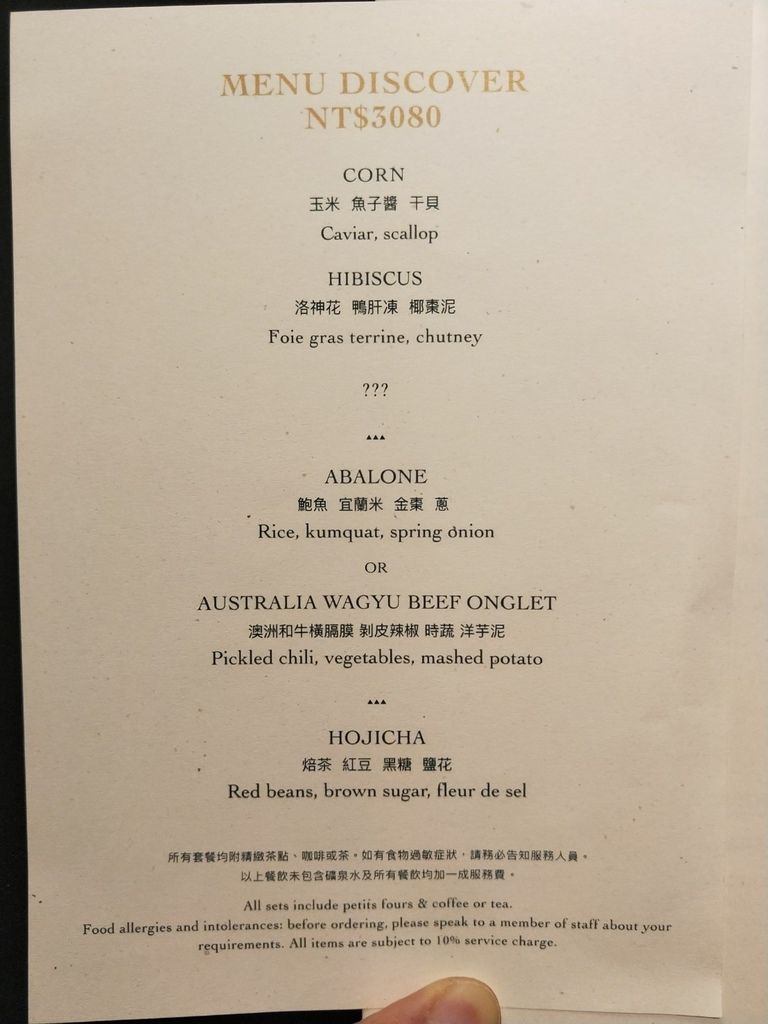 MENU DISCOVER
NT$3080
CORN
玉米 魚子醬 干貝
Caviar, scallop
HIBISCUS
洛神花 鴨肝凍 椰棗泥
Foie gras terrine, chutney
???
▲▲▲
ABALONE
鮑魚 宜蘭米 金棗 蔥
Rice, kumquat, spring onion
OR
AUSTRALIA WAGYU BEEF ONGLET
澳洲和牛橫膈膜 剝皮辣椒 時蔬 洋芋泥
Pickled chili, vegetables, mashed potato
▲▲▲
HOJICHA
焙茶 紅豆 黑糖 鹽花
Red beans, brown sugar, fleur de sel
所有套餐均附精緻茶點、咖啡或茶。如有食物過敏症狀，請務必告知服務人員。
以上餐飲未包含礦泉水及所有餐飲均加一成服務費。
All sets include petits fours & coffee or tea.
Food allergies and intolerances: before ordering, please speak to a member of staff about your
requirements. All items are subject to 10% service charge.